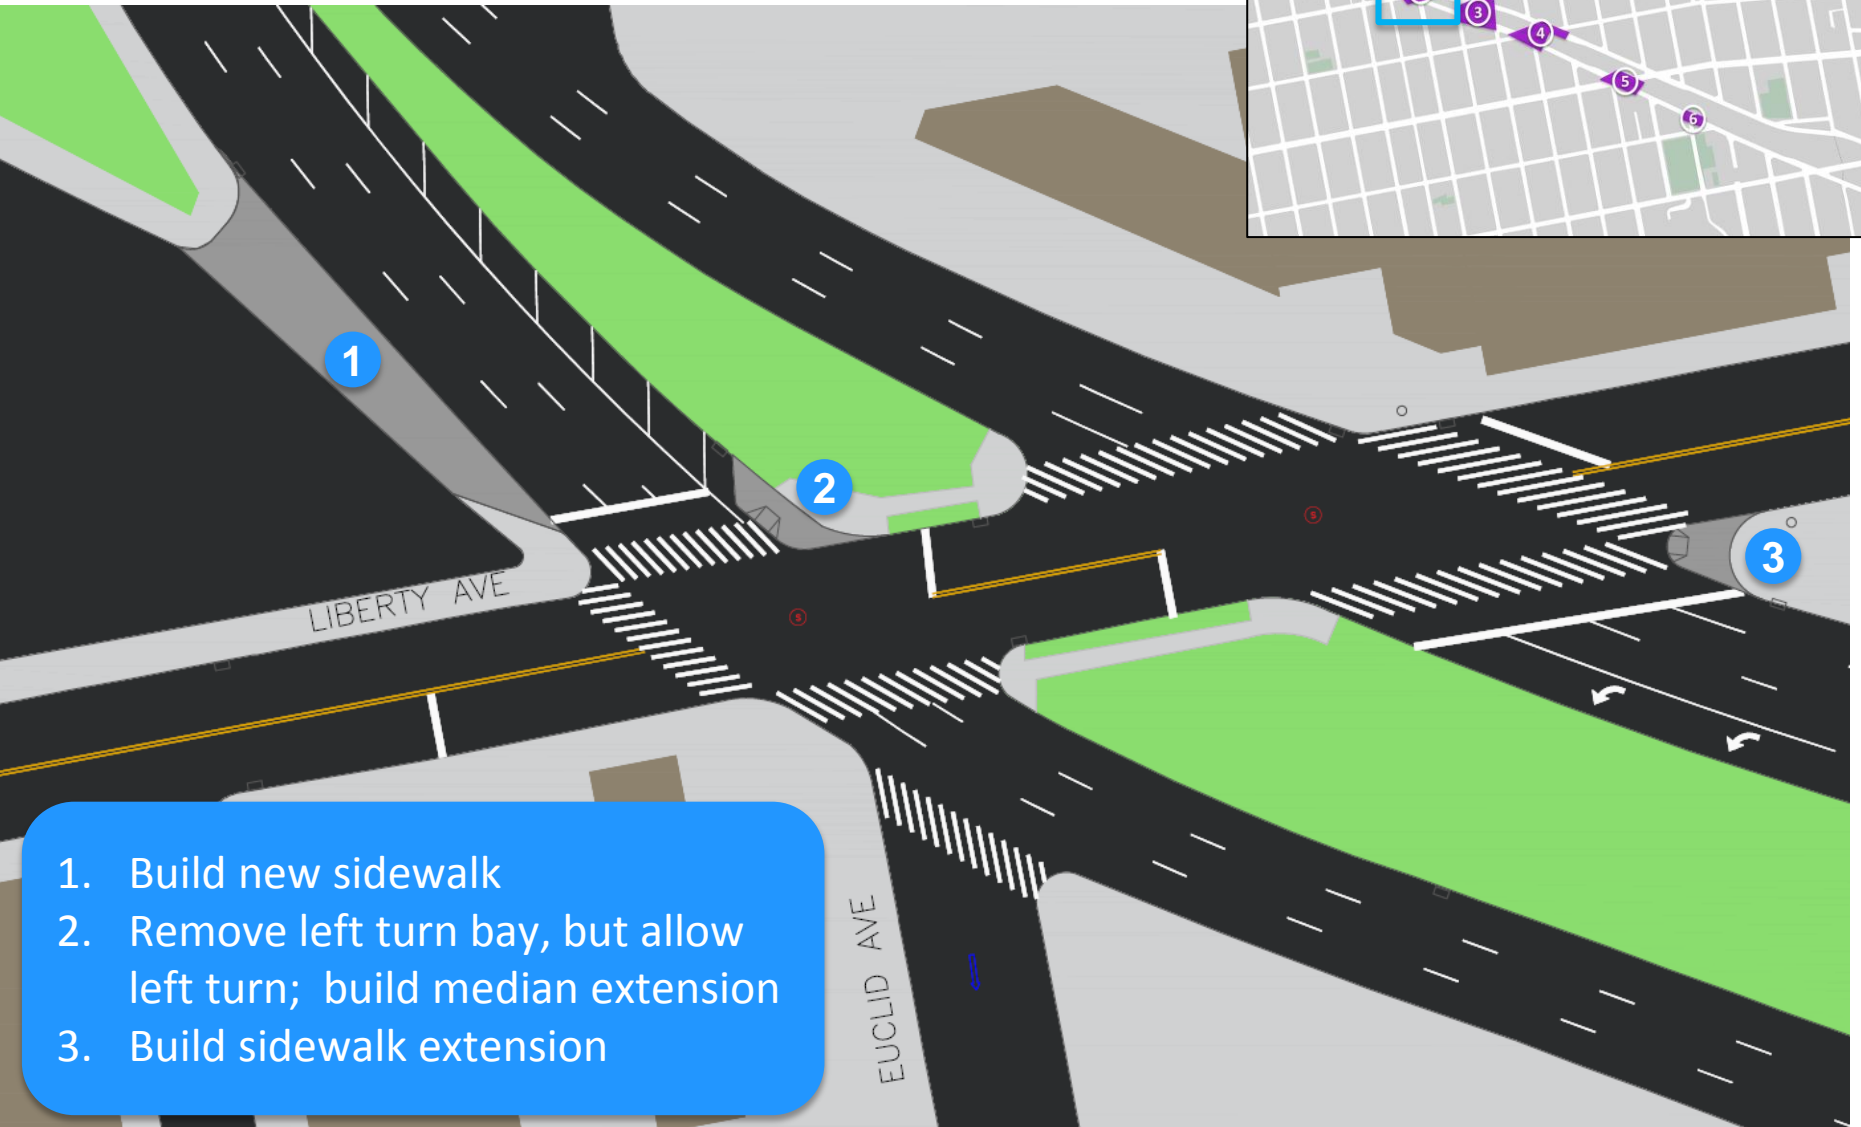 3
4
5
6
1
2
3
LIBERTY AVE
EUCLID AVE
S
S
1. Build new sidewalk
2. Remove left turn bay, but allow
left turn; build median extension
3. Build sidewalk extension